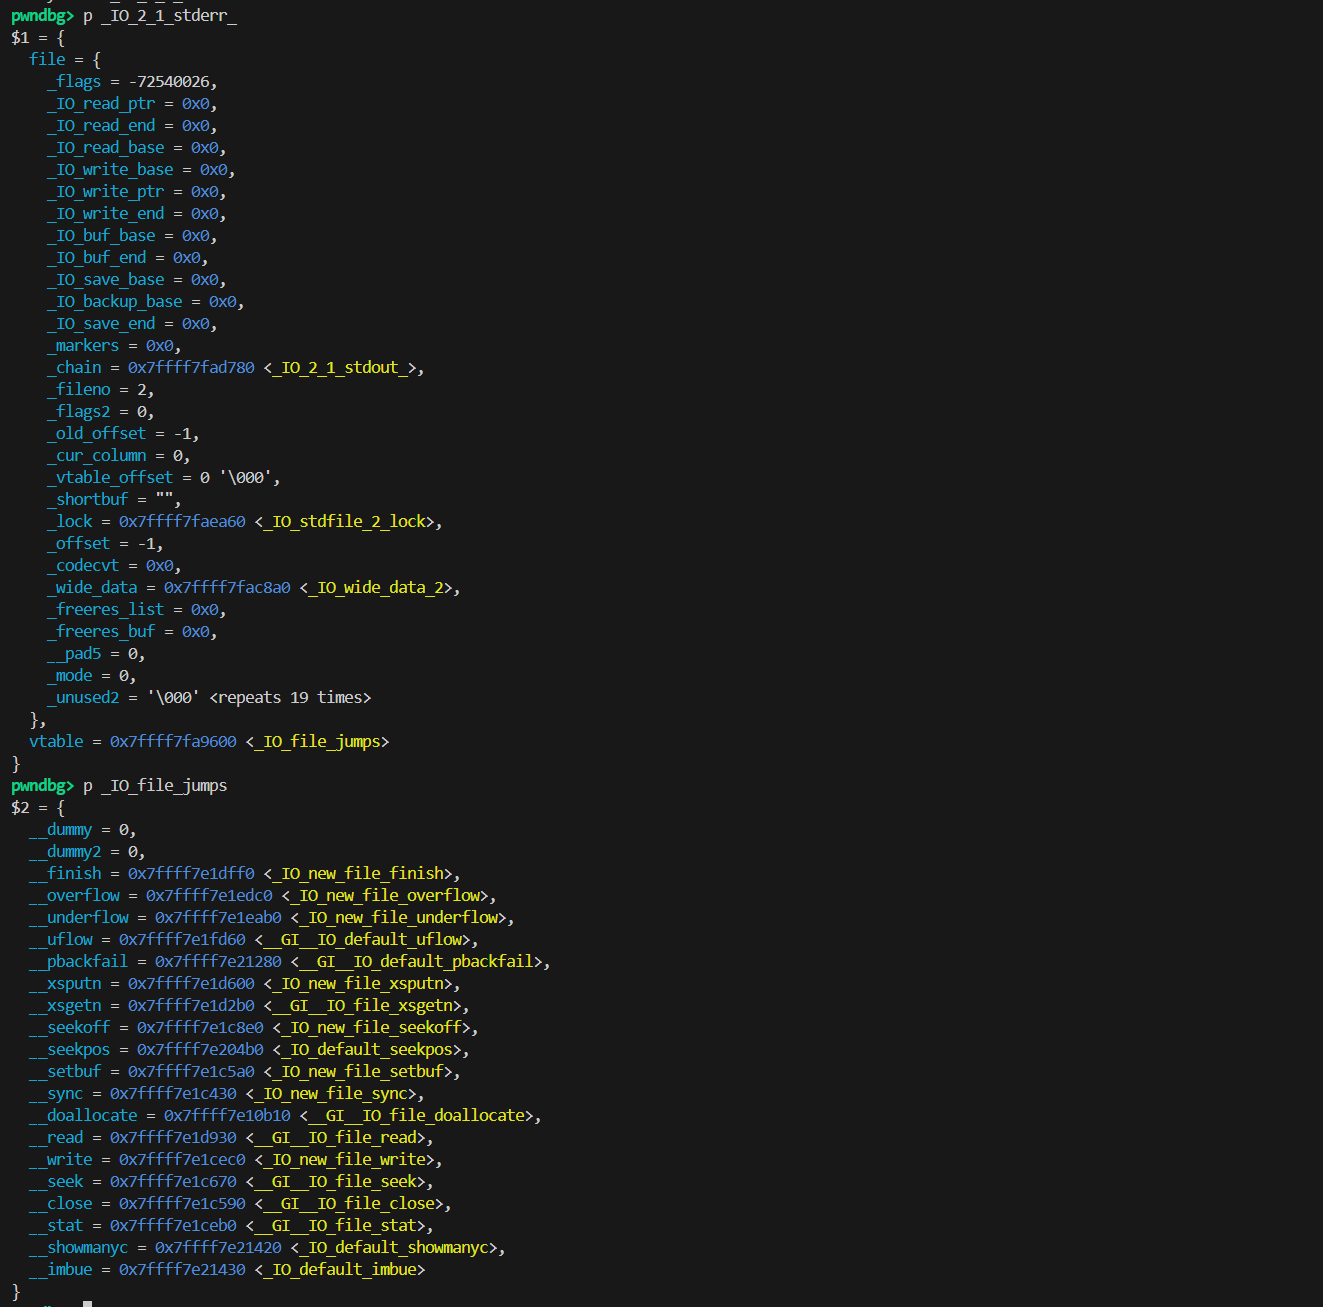 pwndbg> p _IO_2_1_stderr_
$1 = {
  file = {
    _flags = -72540026,
    _IO_read_ptr = 0x0,
    _IO_read_end = 0x0,
    _IO_read_base = 0x0,
    _IO_write_base = 0x0,
    _IO_write_ptr = 0x0,
    _IO_write_end = 0x0,
    _IO_buf_base = 0x0,
    _IO_buf_end = 0x0,
    _IO_save_base = 0x0,
    _IO_backup_base = 0x0,
    _IO_save_end = 0x0,
    _markers = 0x0,
    _chain = 0x7ffff7fad780 <_IO_2_1_stdout_>,
    _fileno = 2,
    _flags2 = 0,
    _old_offset = -1,
    _cur_column = 0,
    _vtable_offset = 0 '\000',
    _shortbuf = "",
    _lock = 0x7ffff7faea60 <_IO_stdfile_2_lock>,
    _offset = -1,
    _codecvt = 0x0,
    _wide_data = 0x7ffff7fac8a0 <_IO_wide_data_2>,
    _freeres_list = 0x0,
    _freeres_buf = 0x0,
    __pad5 = 0,
    _mode = 0,
    _unused2 = '\000' <repeats 19 times>
  },
  vtable = 0x7ffff7fa9600 <_IO_file_jumps>
}
pwndbg> p _IO_file_jumps
$2 = {
  __dummy = 0,
  __dummy2 = 0,
  __finish = 0x7ffff7e1dff0 <_IO_new_file_finish>,
  __overflow = 0x7ffff7e1edc0 <_IO_new_file_overflow>,
  __underflow = 0x7ffff7e1eab0 <_IO_new_file_underflow>,
  __uflow = 0x7ffff7e1fd60 <__GI__IO_default_uflow>,
  __pbackfail = 0x7ffff7e21280 <__GI__IO_default_pbackfail>,
  __xsputn = 0x7ffff7e1d600 <_IO_new_file_xsputn>,
  __xsgetn = 0x7ffff7e1d2b0 <__GI__IO_file_xsgetn>,
  __seekoff = 0x7ffff7e1c8e0 <_IO_new_file_seekoff>,
  __seekpos = 0x7ffff7e204b0 <_IO_default_seekpos>,
  __setbuf = 0x7ffff7e1c5a0 <_IO_new_file_setbuf>,
  __sync = 0x7ffff7e1c430 <_IO_new_file_sync>,
  __doallocate = 0x7ffff7e10b10 <__GI__IO_file_doallocate>,
  __read = 0x7ffff7e1d930 <__GI__IO_file_read>,
  __write = 0x7ffff7e1cec0 <_IO_new_file_write>,
  __seek = 0x7ffff7e1c670 <__GI__IO_file_seek>,
  __close = 0x7ffff7e1c590 <__GI__IO_file_close>,
  __stat = 0x7ffff7e1ceb0 <__GI__IO_file_stat>,
  __showmanyc = 0x7ffff7e21420 <_IO_default_showmanyc>,
  __imbue = 0x7ffff7e21430 <_IO_default_imbue>
}